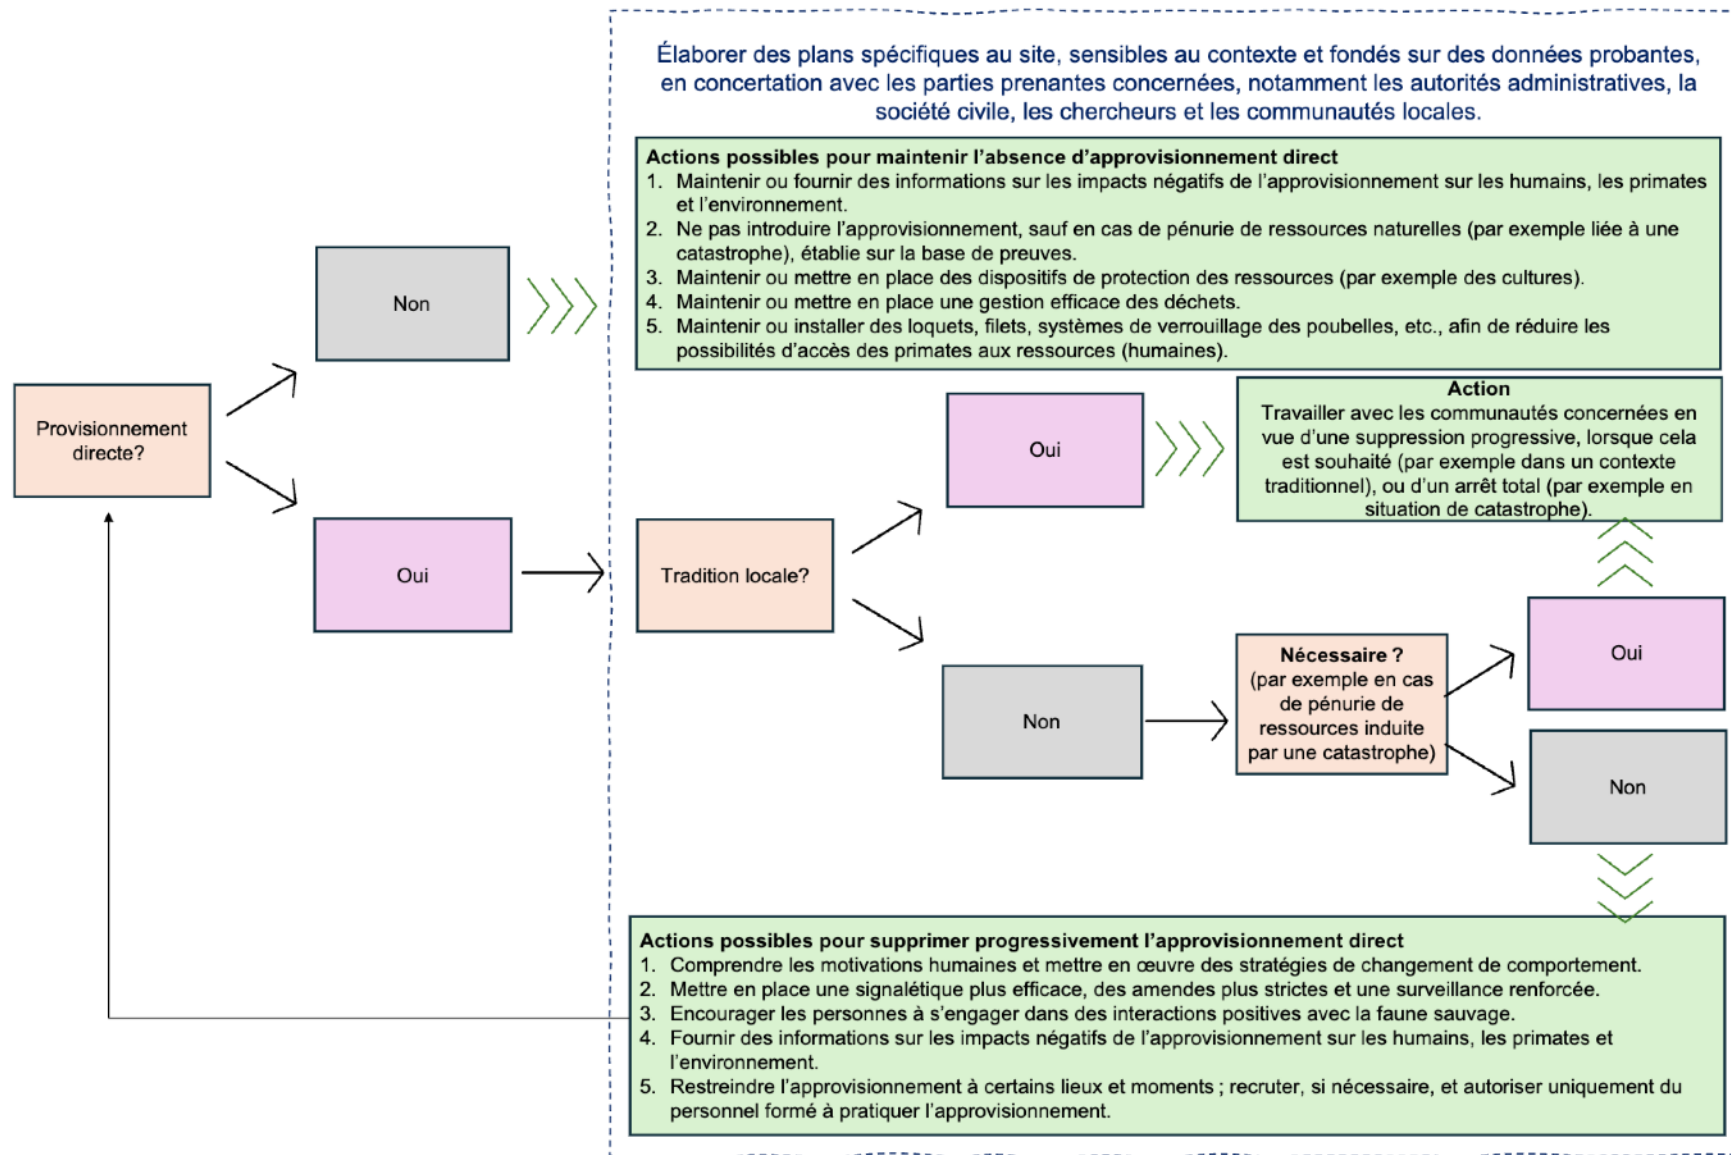 Élaborer des plans spécifiques au site, sensibles au contexte et fondés sur des données probantes,
en concertation avec les parties prenantes concernées, notamment les autorités administratives, la
société civile, les chercheurs et les communautés locales.
Actions possibles pour maintenir l'absence d'approvisionnement direct
1. Maintenir ou fournir des informations sur les impacts négatifs de l'approvisionnement sur les humains, les primates
et l'environnement.
2. Ne pas introduire l'approvisionnement, sauf en cas de pénurie de ressources naturelles (par exemple liée à une
catastrophe), établie sur la base de preuves.
3. Maintenir ou mettre en place des dispositifs de protection des ressources (par exemple des cultures).
4. Maintenir ou mettre en place une gestion efficace des déchets.
5. Maintenir ou installer des loquets, filets, systèmes de verrouillage des poubelles, etc., afin de réduire les
possibilités d'accès des primates aux ressources (humaines).
Non
Provisionnement
directe?
Oui
Tradition locale?
Oui
Action
Travailler avec les communautés concernées en
vue d'une suppression progressive, lorsque cela
est souhaité (par exemple dans un contexte
traditionnel), ou d'un arrêt total (par exemple en
situation de catastrophe).
Non
Nécessaire ?
(par exemple en cas
de pénurie de
ressources induite
par une catastrophe)
Oui
Non
Actions possibles pour supprimer progressivement l'approvisionnement direct
1. Comprendre les motivations humaines et mettre en œuvre des stratégies de changement de comportement.
2. Mettre en place une signalétique plus efficace, des amendes plus strictes et une surveillance renforcée.
3. Encourager les personnes à s'engager dans des interactions positives avec la faune sauvage.
4. Fournir des informations sur les impacts négatifs de l'approvisionnement sur les humains, les primates et
l'environnement.
5. Restreindre l'approvisionnement à certains lieux et moments ; recruter, si nécessaire, et autoriser uniquement du
personnel formé à pratiquer l'approvisionnement.